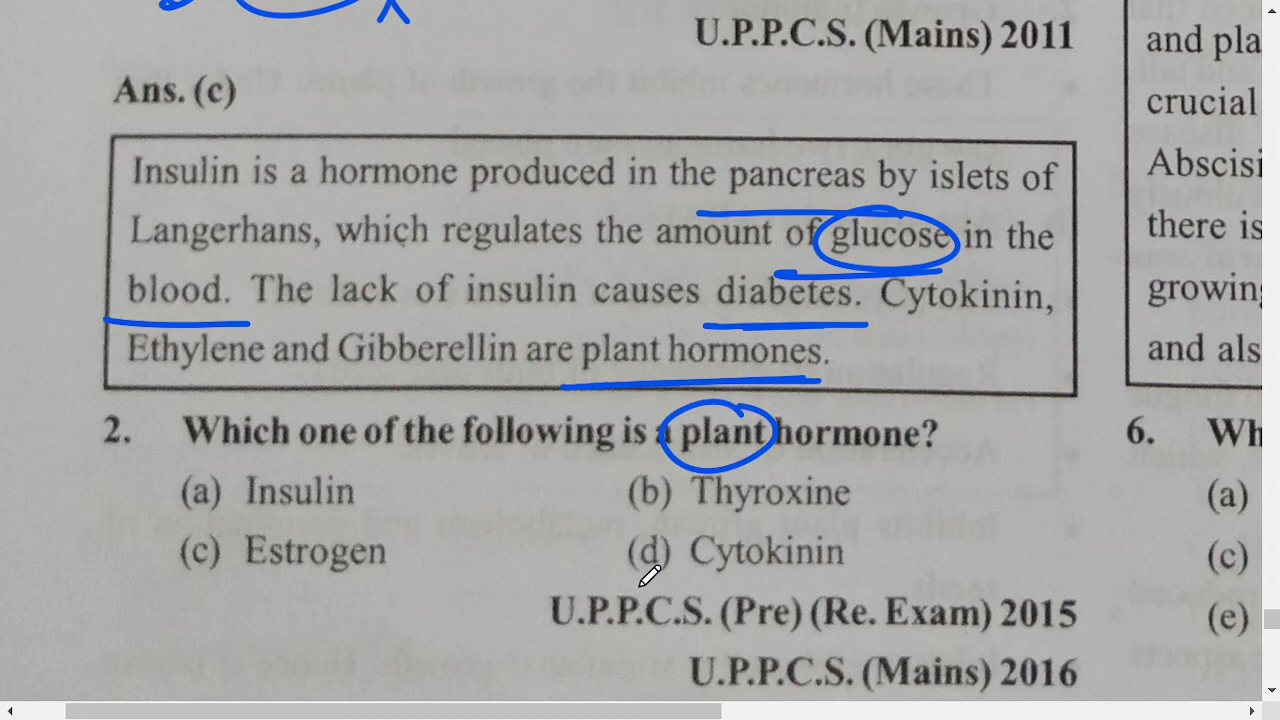 U.P.P.C.S. (Mains) 2011
Ans. (c)
Insulin is a hormone produced in the pancreas by islets of
Langerhans, which regulates the amount of glucose in the
blood. The lack of insulin causes diabetes. Cytokinin,
Ethylene and Gibberellin are plant hormones.
2. Which one of the following is a plant hormone?
(a) Insulin (b) Thyroxine
(c) Estrogen (d) Cytokinin
U.P.P.C.S. (Pre) (Re. Exam) 2015
U.P.P.C.S. (Mains) 2016
and pla
crucial
Abscisi
there is
growing
and als
6. Wh
(a)
(c)
(e)